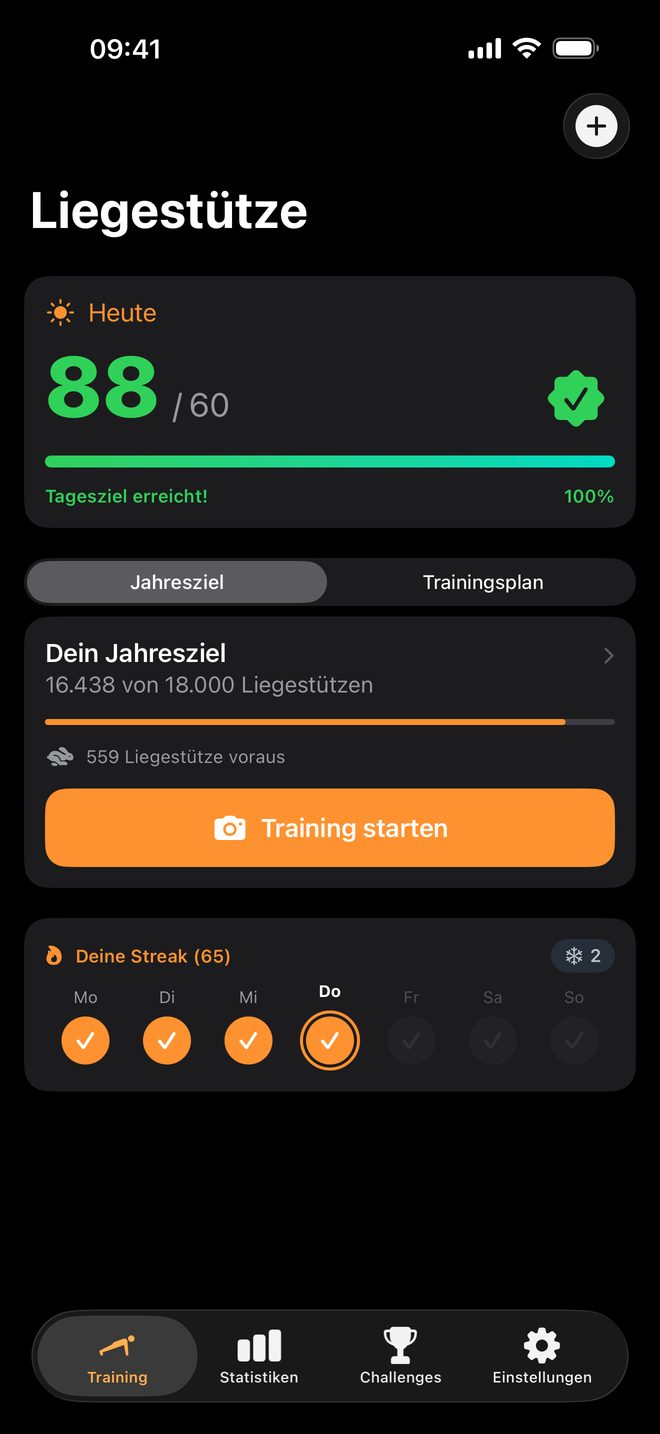 09:41
Liegestütze
Heute
88 / 60
Tagesziel erreicht! 100%
Jahresziel Trainingsplan
Dein Jahresziel
16.438 von 18.000 Liegestützen
559 Liegestütze voraus
Training starten
Deine Streak (65) 2
Mo Di Mi Do Fr Sa So
Training Statistiken Challenges Einstellungen